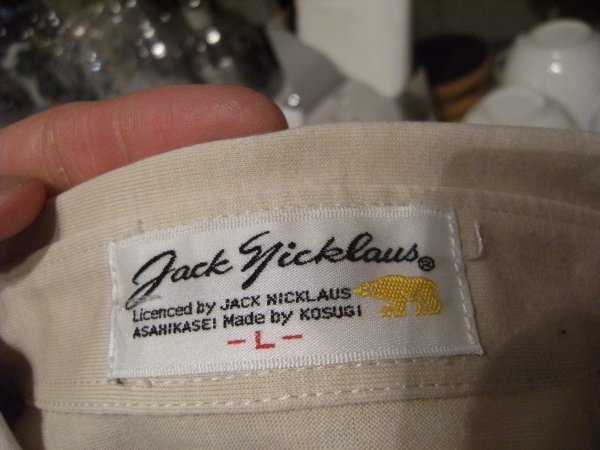 Jack Nicklaus®
Licenced by JACK NICKLAUS
ASAHIKASEI Made by KOSUGI
- L -